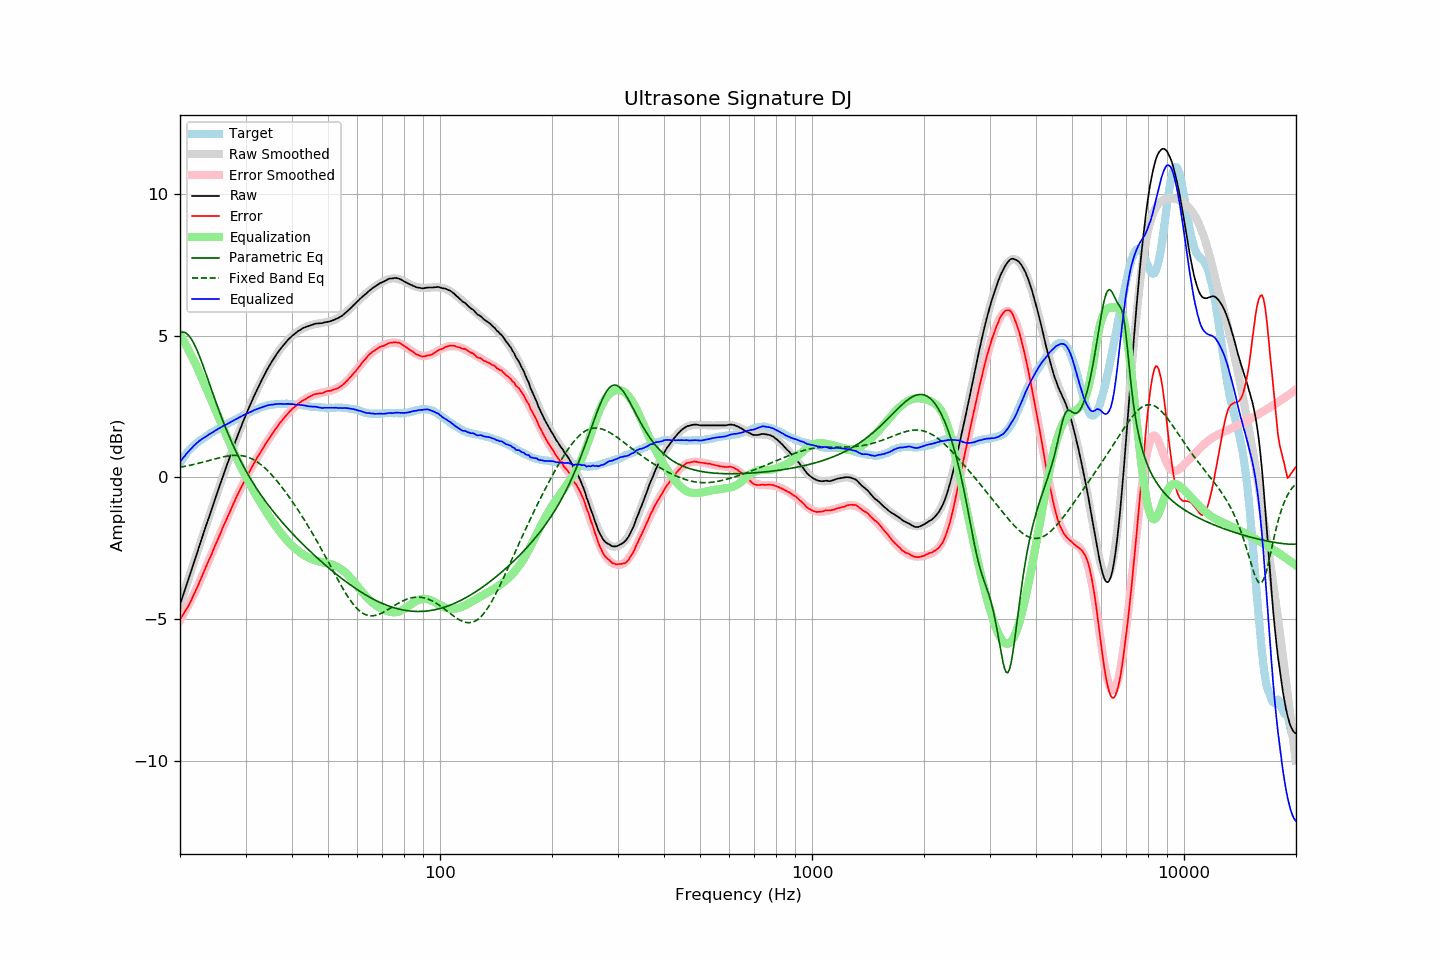 Ultrasone Signature DJ
Target
Raw Smoothed
Error Smoothed
Raw
Error
Equalization
Parametric Eq
Fixed Band Eq
Equalized
10
5
0
−5
−10
Amplitude (dBr)
100
1000
10000
Frequency (Hz)